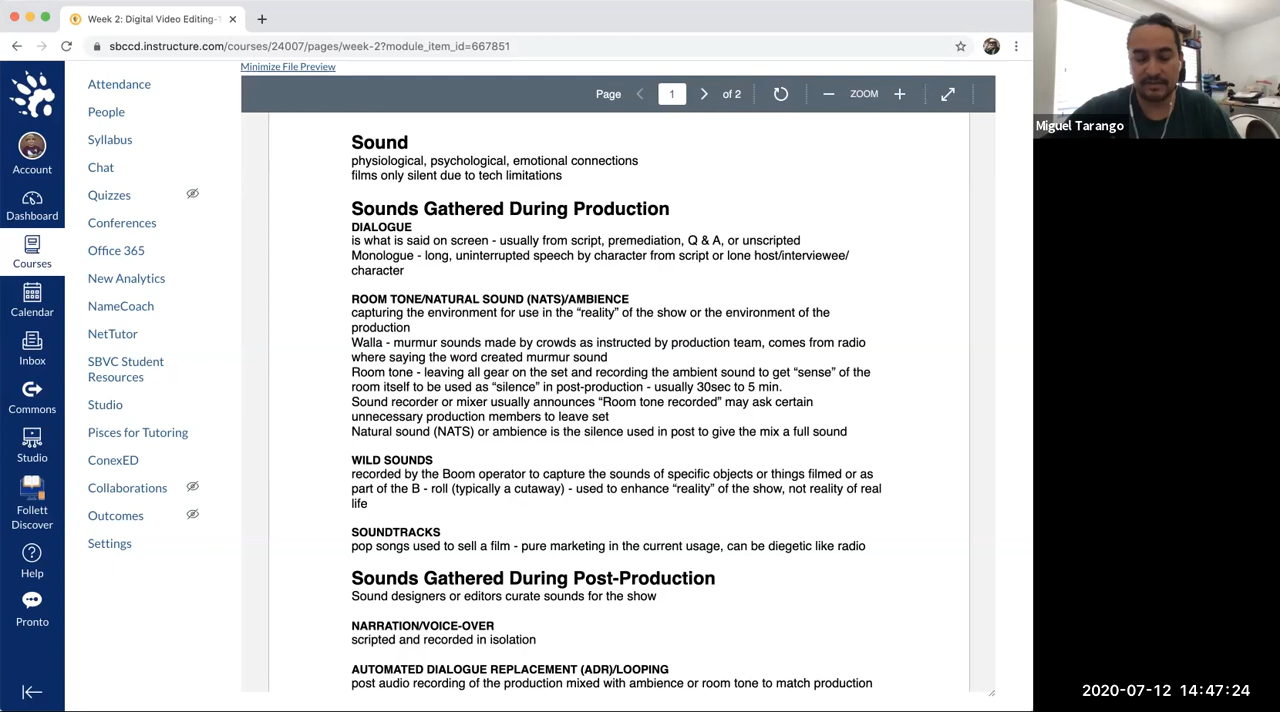 Week 2: Digital Video Editing-
sbccd.instructure.com/courses/24007/pages/week-2?module_item_id=667851
Minimize File Preview
Page 1 of 2 ZOOM
Account
Dashboard
Courses
Calendar
Inbox
Commons
Studio
Follett
Discover
Help
Pronto
Attendance
People
Syllabus
Chat
Quizzes
Conferences
Office 365
New Analytics
NameCoach
NetTutor
SBVC Student
Resources
Studio
Pisces for Tutoring
ConexED
Collaborations
Outcomes
Settings
Sound
physiological, psychological, emotional connections
films only silent due to tech limitations
Sounds Gathered During Production
DIALOGUE
is what is said on screen - usually from script, premediation, Q & A, or unscripted
Monologue - long, uninterrupted speech by character from script or lone host/interviewee/
character
ROOM TONE/NATURAL SOUND (NATS)/AMBIENCE
capturing the environment for use in the “reality” of the show or the environment of the
production
Walla - murmur sounds made by crowds as instructed by production team, comes from radio
where saying the word created murmur sound
Room tone - leaving all gear on the set and recording the ambient sound to get “sense” of the
room itself to be used as “silence” in post-production - usually 30sec to 5 min.
Sound recorder or mixer usually announces “Room tone recorded” may ask certain
unnecessary production members to leave set
Natural sound (NATS) or ambience is the silence used in post to give the mix a full sound
WILD SOUNDS
recorded by the Boom operator to capture the sounds of specific objects or things filmed or as
part of the B - roll (typically a cutaway) - used to enhance “reality” of the show, not reality of real
life
SOUNDTRACKS
pop songs used to sell a film - pure marketing in the current usage, can be diegetic like radio
Sounds Gathered During Post-Production
Sound designers or editors curate sounds for the show
NARRATION/VOICE-OVER
scripted and recorded in isolation
AUTOMATED DIALOGUE REPLACEMENT (ADR)/LOOPING
post audio recording of the production mixed with ambience or room tone to match production
Miguel Tarango
2020-07-12 14:47:24